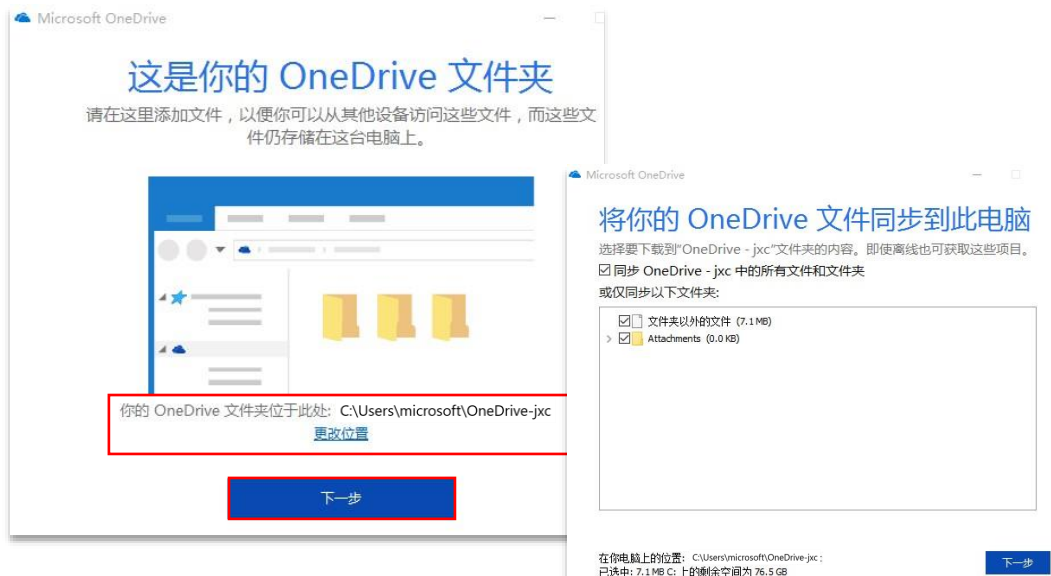 Microsoft OneDrive
这是你的 OneDrive 文件夹
请在这里添加文件，以便你可以从其他设备访问这些文件，而这些文
件仍存储在这台电脑上。
你的 OneDrive 文件夹位于此处: C:\Users\microsoft\OneDrive-jxc
更改位置
下一步
Microsoft OneDrive
将你的 OneDrive 文件同步到此电脑
选择要下载到"OneDrive - jxc"文件夹的内容。即使离线也可获取这些项目。
同步 OneDrive - jxc 中的所有文件和文件夹
或仅同步以下文件夹:
文件夹以外的文件 (7.1 MB)
Attachments (0.0 KB)
在你电脑上的位置: C:\Users\microsoft\OneDrive-jxc :
已选中: 7.1 MB C: 上的剩余空间为 76.5 GB
下一步